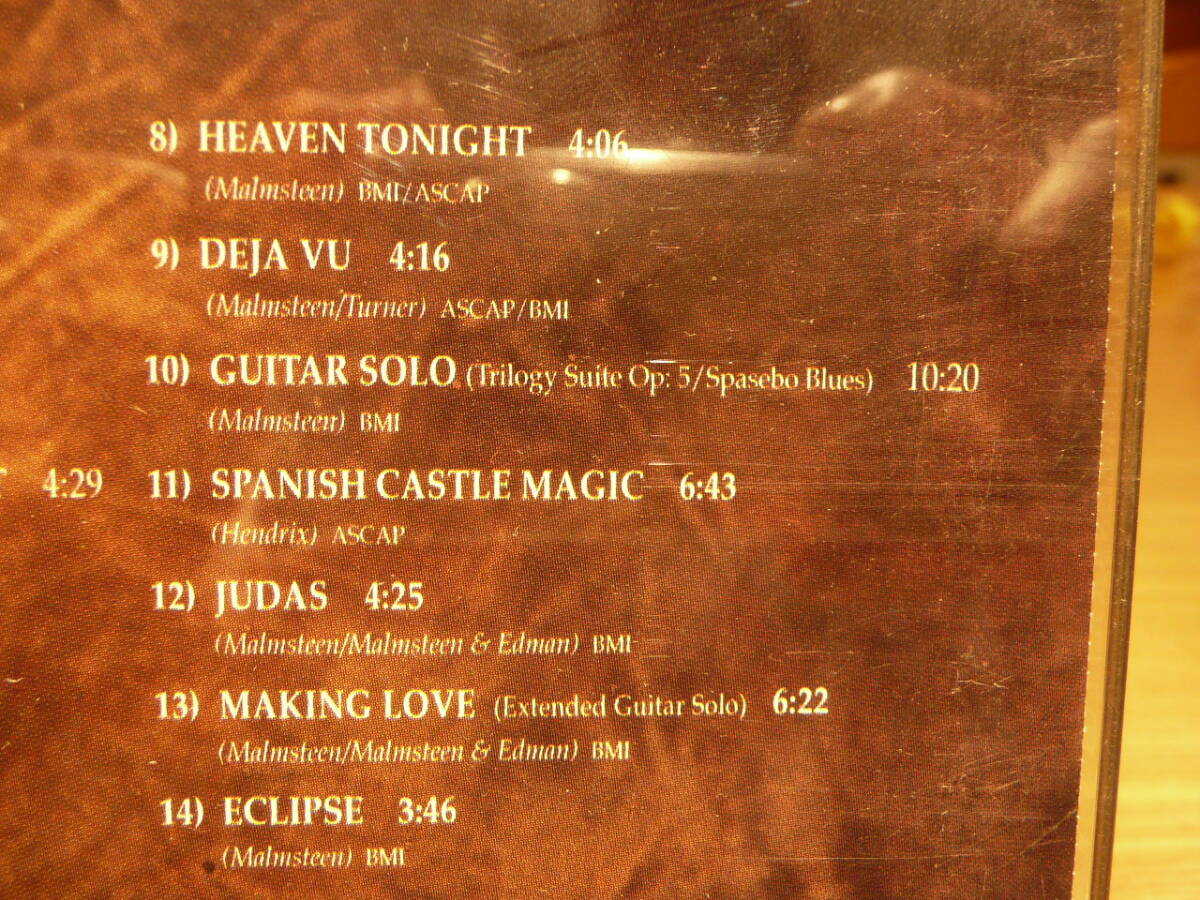 8) HEAVEN TONIGHT 4:06
(Malmsteen) BMI/ASCAP
9) DEJA VU 4:16
(Malmsteen/Turner) ASCAP/BMI
10) GUITAR SOLO (Trilogy Suite Op: 5/Spasebo Blues) 10:20
(Malmsteen) BMI
4:29
11) SPANISH CASTLE MAGIC 6:43
(Hendrix) ASCAP
12) JUDAS 4:25
(Malmsteen/Malmsteen & Edman) BMI
13) MAKING LOVE (Extended Guitar Solo) 6:22
(Malmsteen/Malmsteen & Edman) BMI
14) ECLIPSE 3:46
(Malmsteen) BMI